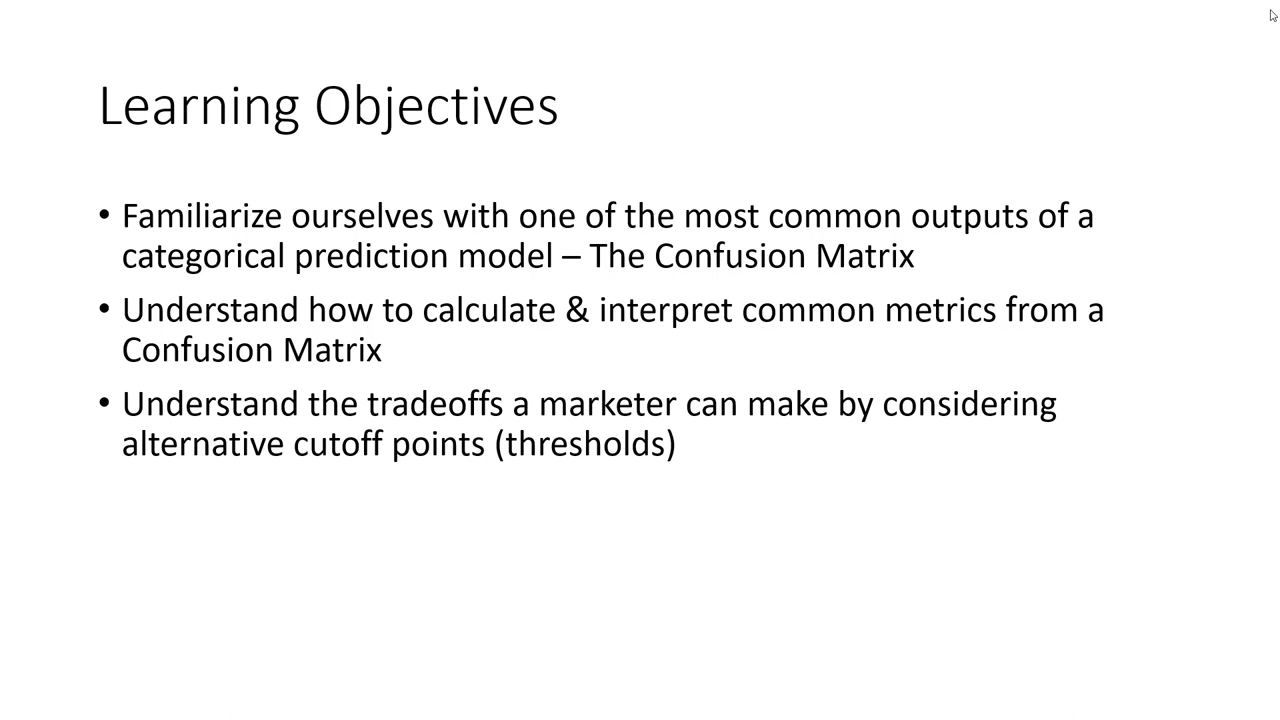 Learning Objectives
• Familiarize ourselves with one of the most common outputs of a
categorical prediction model – The Confusion Matrix
• Understand how to calculate & interpret common metrics from a
Confusion Matrix
• Understand the tradeoffs a marketer can make by considering
alternative cutoff points (thresholds)